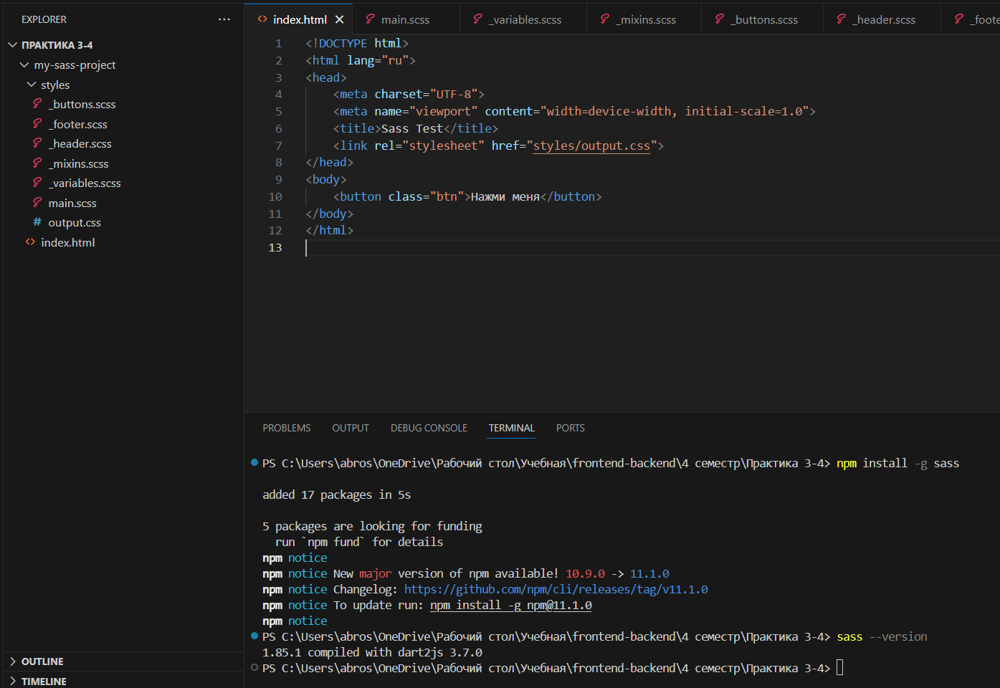 EXPLORER
···
ПРАКТИКА 3-4
my-sass-project
styles
_buttons.scss
_footer.scss
_header.scss
_mixins.scss
_variables.scss
main.scss
# output.css
<> index.html
OUTLINE
TIMELINE
<> index.html × main.scss _variables.scss _mixins.scss _buttons.scss _header.scss _foote
1 <!DOCTYPE html>
2 <html lang="ru">
3 <head>
4     <meta charset="UTF-8">
5     <meta name="viewport" content="width=device-width, initial-scale=1.0">
6     <title>Sass Test</title>
7     <link rel="stylesheet" href="styles/output.css">
8 </head>
9 <body>
10     <button class="btn">Нажми меня</button>
11 </body>
12 </html>
13
PROBLEMS OUTPUT DEBUG CONSOLE TERMINAL PORTS
PS C:\Users\abros\OneDrive\Рабочий стол\Учебная\frontend-backend\4 семестр\Практика 3-4> npm install -g sass
added 17 packages in 5s
5 packages are looking for funding
  run `npm fund` for details
npm notice
npm notice New major version of npm available! 10.9.0 -> 11.1.0
npm notice Changelog: https://github.com/npm/cli/releases/tag/v11.1.0
npm notice To update run: npm install -g npm@11.1.0
npm notice
PS C:\Users\abros\OneDrive\Рабочий стол\Учебная\frontend-backend\4 семестр\Практика 3-4> sass --version
1.85.1 compiled with dart2js 3.7.0
PS C:\Users\abros\OneDrive\Рабочий стол\Учебная\frontend-backend\4 семестр\Практика 3-4>